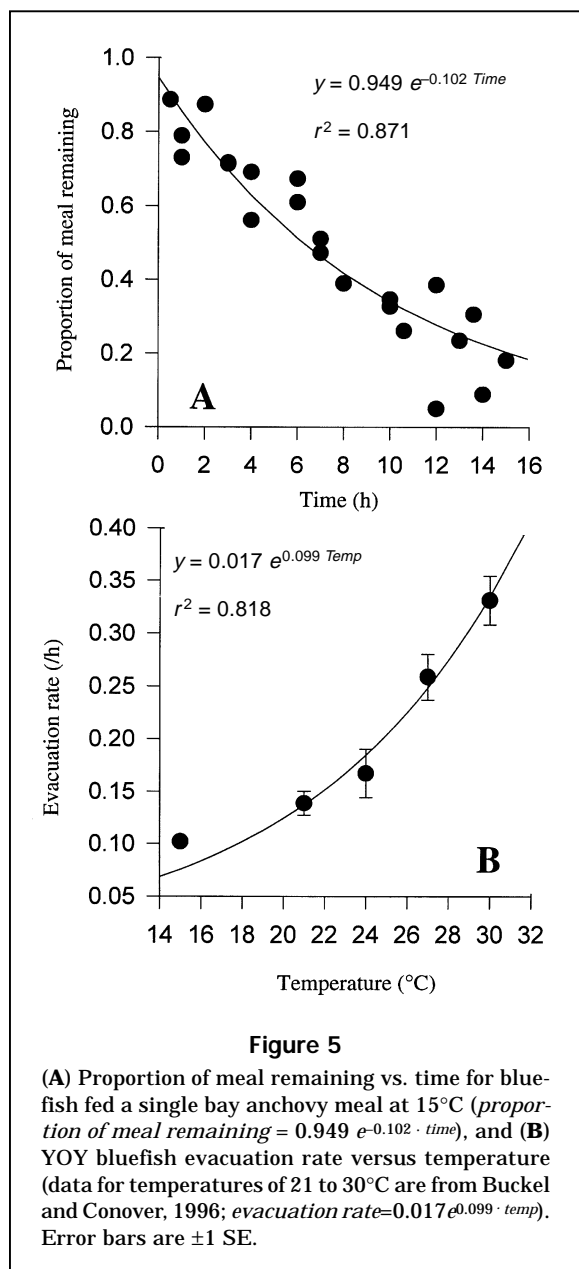 1.0
0.8
0.6
0.4
0.2
0.0
Proportion of meal remaining
y = 0.949 e^–0.102 Time
r² = 0.871
A
0 2 4 6 8 10 12 14 16
Time (h)
0.40
0.35
0.30
0.25
0.20
0.15
0.10
0.05
Evacuation rate (/h)
y = 0.017 e^0.099 Temp
r² = 0.818
B
14 16 18 20 22 24 26 28 30 32
Temperature (°C)
Figure 5
(A) Proportion of meal remaining vs. time for blue-
fish fed a single bay anchovy meal at 15°C (propor-
tion of meal remaining = 0.949 e^–0.102 · time), and (B)
YOY bluefish evacuation rate versus temperature
(data for temperatures of 21 to 30°C are from Buckel
and Conover, 1996; evacuation rate=0.017e^0.099 · temp).
Error bars are ±1 SE.